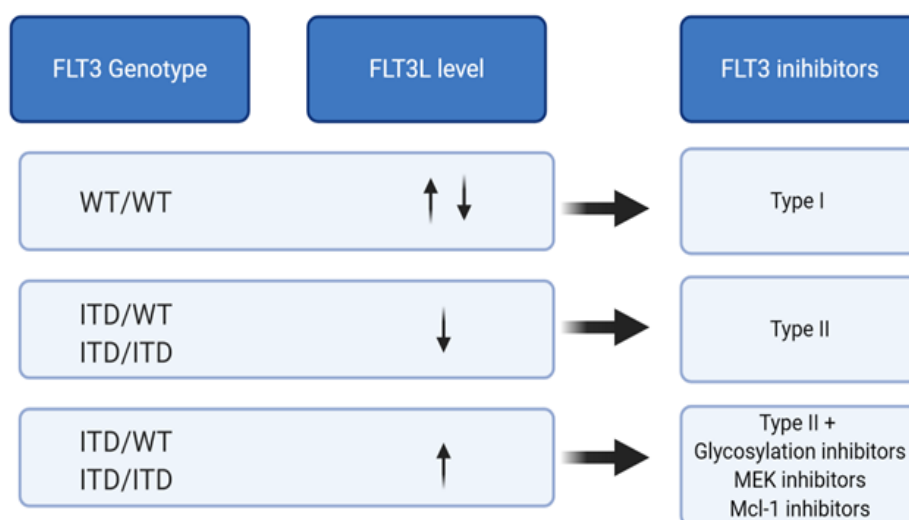 FLT3 Genotype FLT3L level FLT3 inihibitors
WT/WT ↑ ↓ Type I
ITD/WT
ITD/ITD ↓ Type II
ITD/WT
ITD/ITD ↑
Type II +
Glycosylation inhibitors
MEK inhibitors
Mcl-1 inhibitors